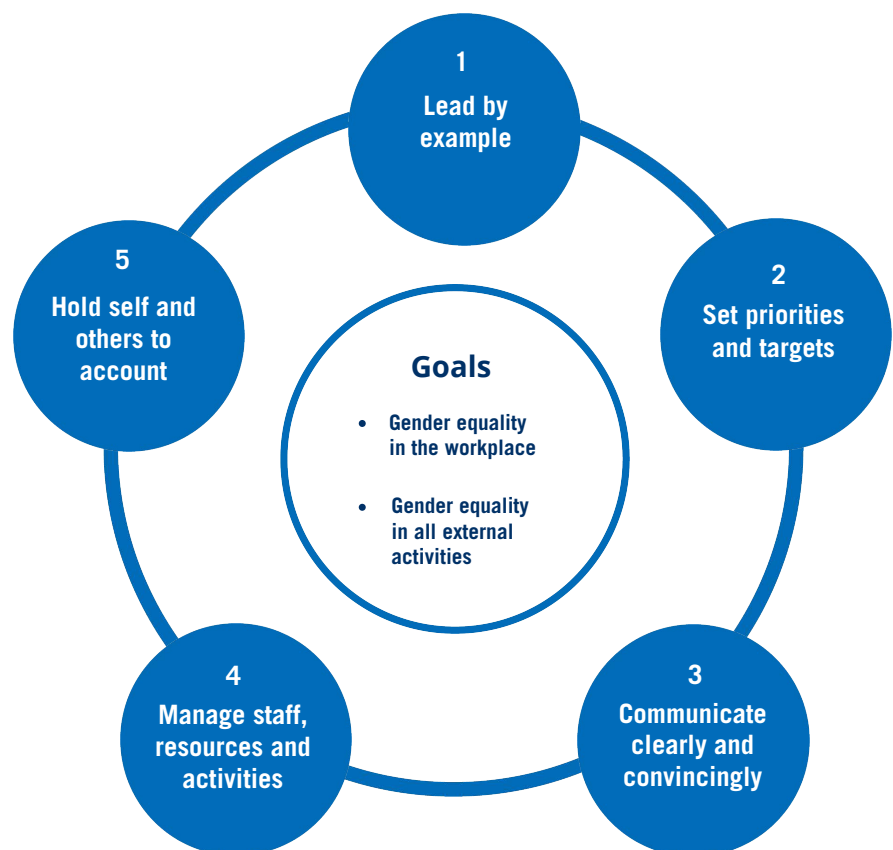 1
Lead by
example
2
Set priorities
and targets
3
Communicate
clearly and
convincingly
4
Manage staff,
resources and
activities
5
Hold self and
others to
account
Goals
• Gender equality
in the workplace
• Gender equality
in all external
activities